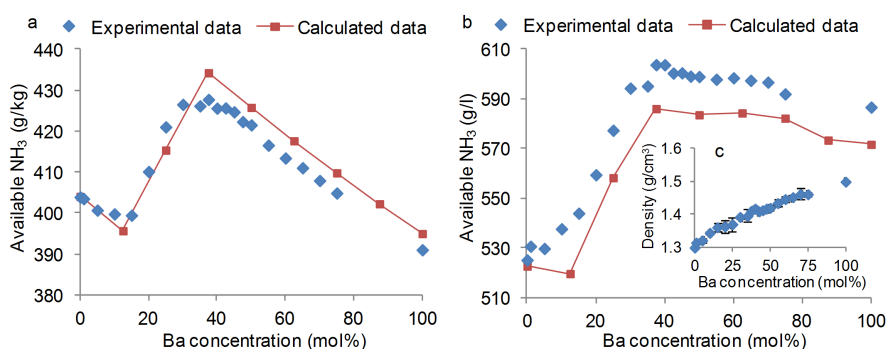 a
Experimental data
Calculated data
Available NH₃ (g/kg)
440
430
420
410
400
390
380
0
20
40
60
80
100
Ba concentration (mol%)
b
Experimental data
Calculated data
Available NH₃ (g/l)
610
590
570
550
530
510
0
20
40
60
80
100
Ba concentration (mol%)
c
Density (g/cm³)
1.6
1.5
1.4
1.3
0
25
50
75
100
Ba concentration (mol%)